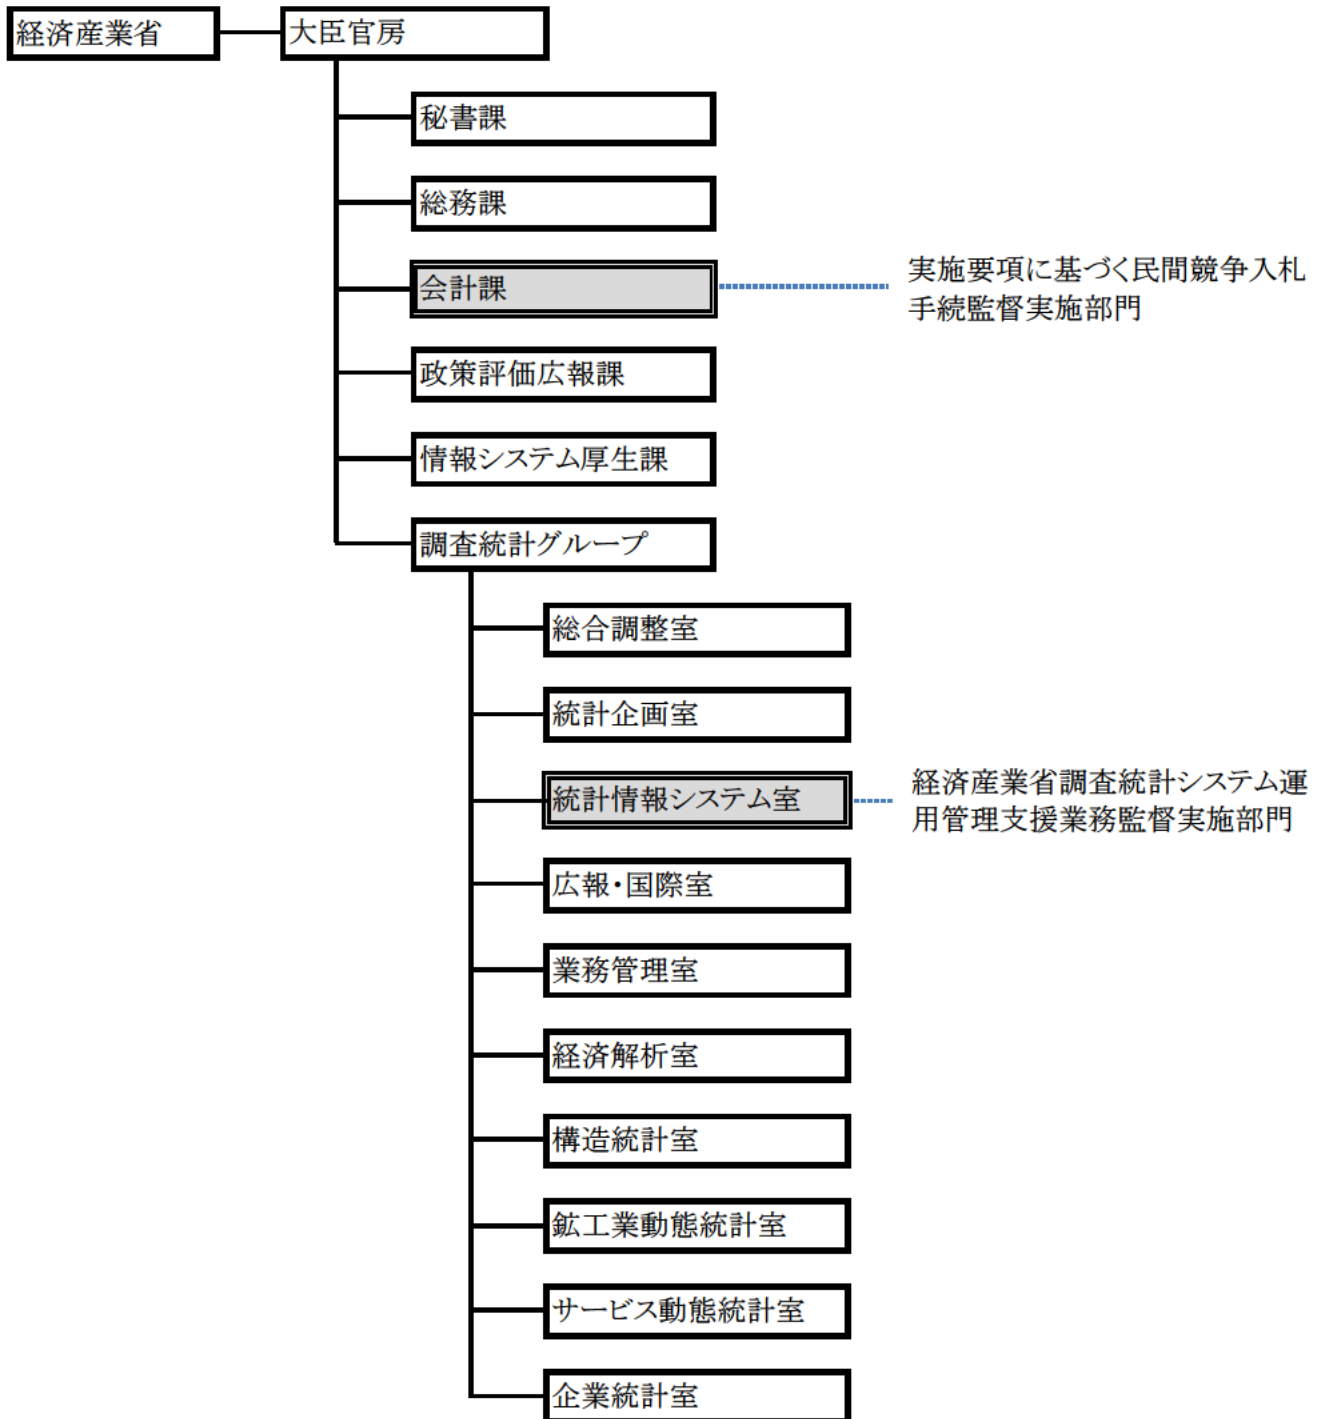 経済産業省
大臣官房
秘書課
総務課
会計課
実施要項に基づく民間競争入札
手続監督実施部門
政策評価広報課
情報システム厚生課
調査統計グループ
総合調整室
統計企画室
統計情報システム室
経済産業省調査統計システム運
用管理支援業務監督実施部門
広報・国際室
業務管理室
経済解析室
構造統計室
鉱工業動態統計室
サービス動態統計室
企業統計室